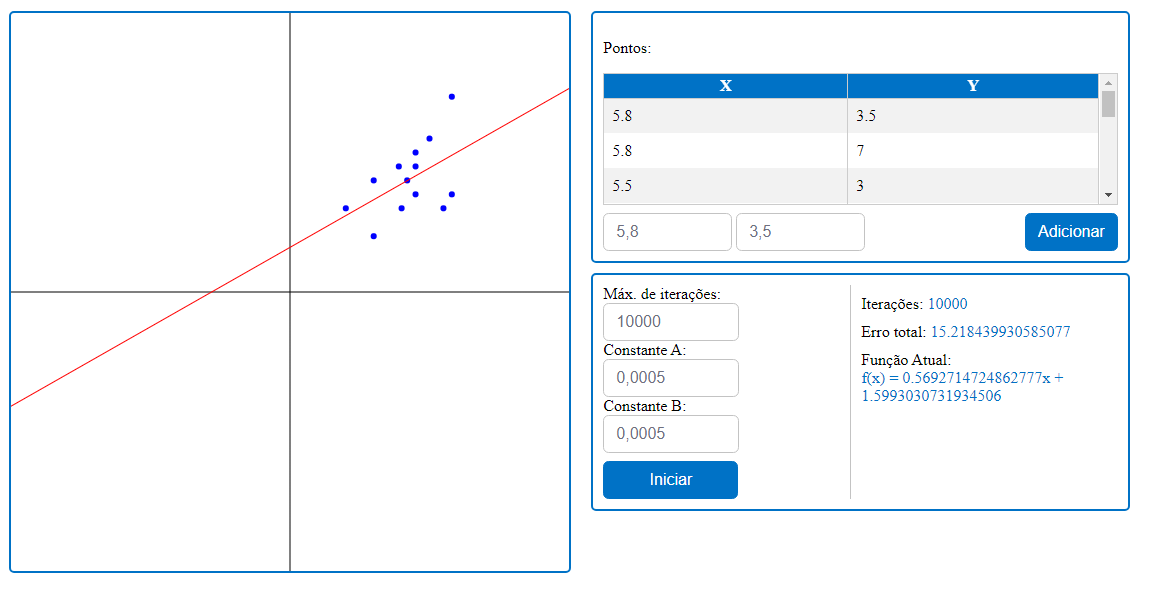 Pontos:
X Y
5.8 3.5
5.8 7
5.5 3
5,8 3,5 Adicionar
Máx. de iterações:
10000
Constante A:
0,0005
Constante B:
0,0005
Iniciar
Iterações: 10000
Erro total: 15.218439930585077
Função Atual:
f(x) = 0.5692714724862777x +
1.5993030731934506